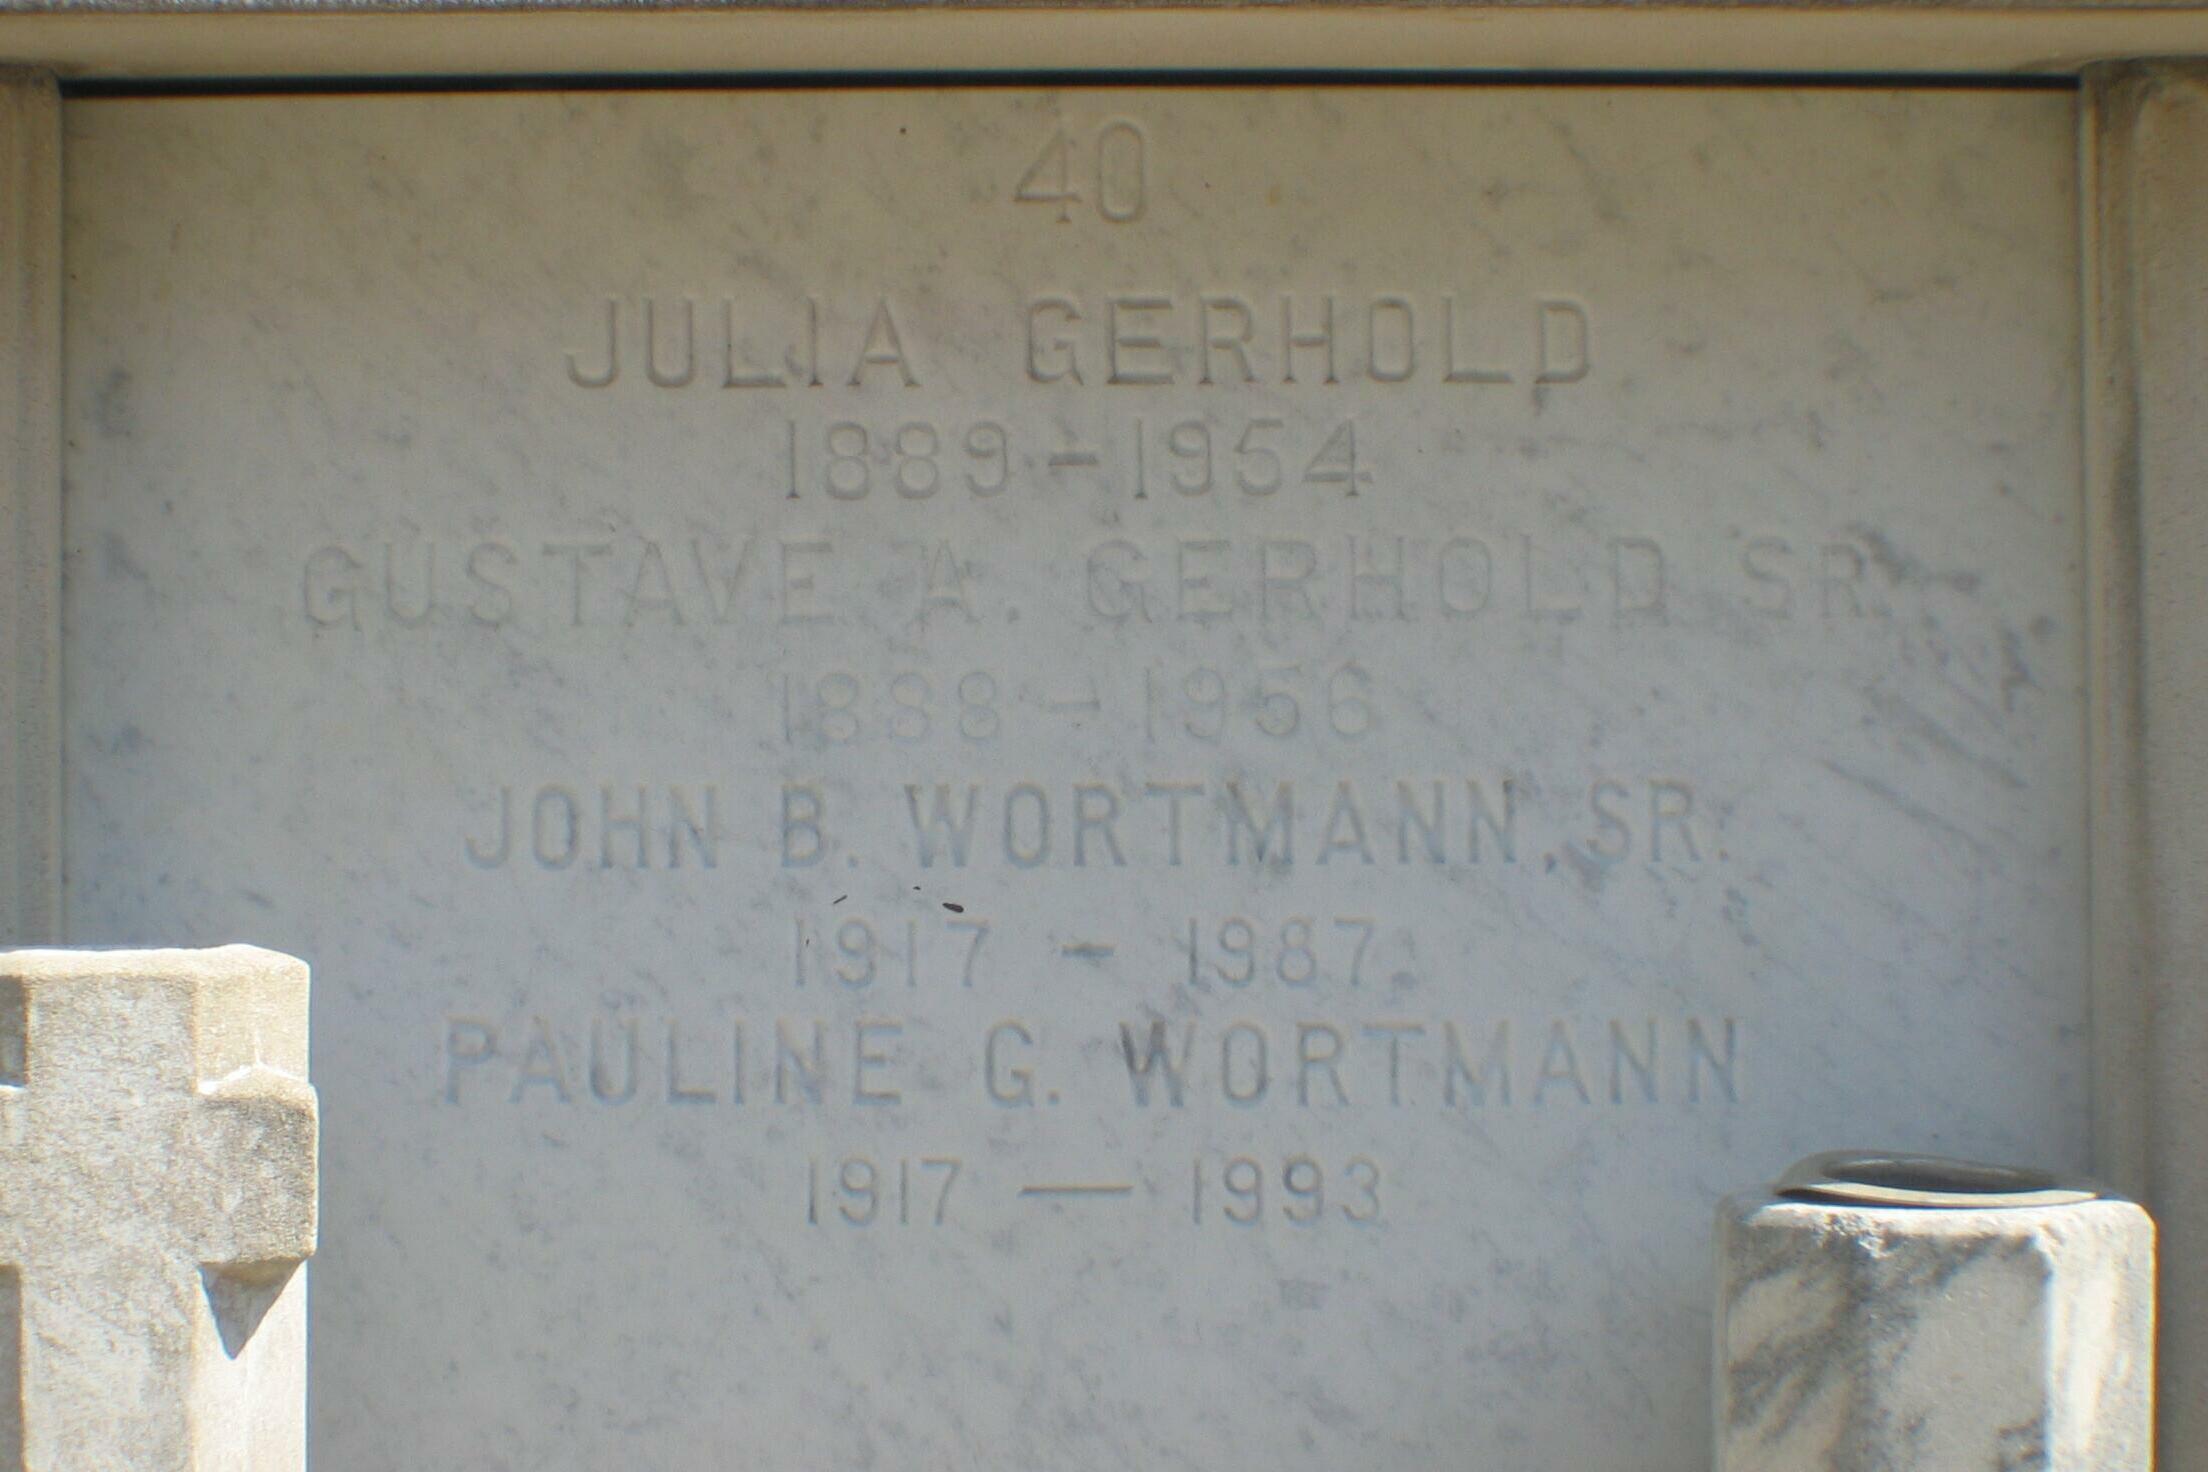 40
JULIA GERHOLD
1889-1954
GUSTAVE A. GERHOLD SR.
1888-1956
JOHN B. WORTMANN, SR.
1917 - 1987
PAULINE G. WORTMANN
1917 — 1993